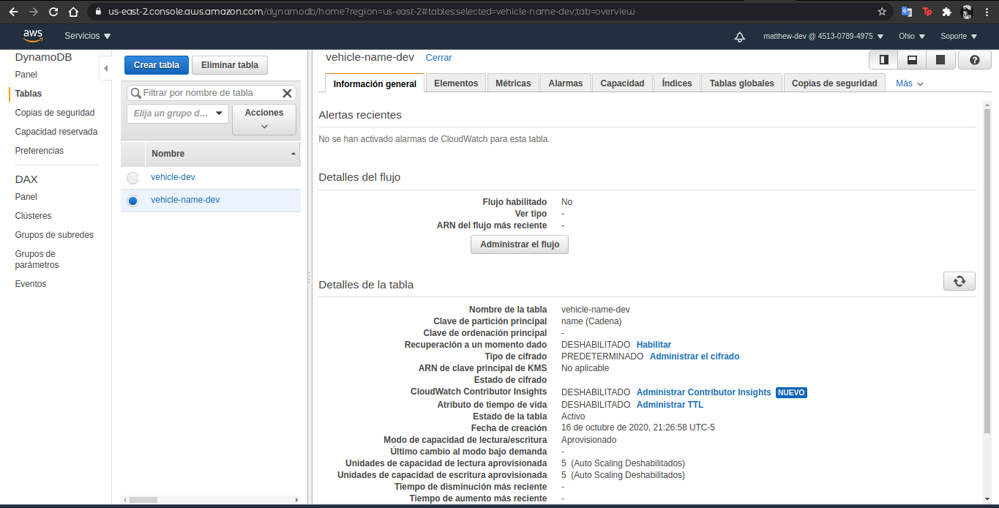 us-east-2.console.aws.amazon.com/dynamodb/home?region=us-east-2#tables:selected=vehicle-name-dev;tab=overview
aws
Servicios
matthew-dev @ 4513-0789-4975
Ohio
Soporte
DynamoDB
Panel
Tablas
Copias de seguridad
Capacidad reservada
Preferencias
DAX
Panel
Clústeres
Grupos de subredes
Grupos de
parámetros
Eventos
Crear tabla
Eliminar tabla
Filtrar por nombre de tabla
Elija un grupo d...
Acciones
Nombre
vehicle-dev
vehicle-name-dev
vehicle-name-dev Cerrar
Información general
Elementos
Métricas
Alarmas
Capacidad
Índices
Tablas globales
Copias de seguridad
Más
Alertas recientes
No se han activado alarmas de CloudWatch para esta tabla.
Detalles del flujo
Flujo habilitado No
Ver tipo -
ARN del flujo más reciente -
Administrar el flujo
Detalles de la tabla
Nombre de la tabla vehicle-name-dev
Clave de partición principal name (Cadena)
Clave de ordenación principal -
Recuperación a un momento dado DESHABILITADO Habilitar
Tipo de cifrado PREDETERMINADO Administrar el cifrado
ARN de clave principal de KMS No aplicable
Estado de cifrado
CloudWatch Contributor Insights DESHABILITADO Administrar Contributor Insights NUEVO
Atributo de tiempo de vida DESHABILITADO Administrar TTL
Estado de la tabla Activo
Fecha de creación 16 de octubre de 2020, 21:26:58 UTC-5
Modo de capacidad de lectura/escritura Aprovisionado
Último cambio al modo bajo demanda -
Unidades de capacidad de lectura aprovisionada 5 (Auto Scaling Deshabilitados)
Unidades de capacidad de escritura aprovisionada 5 (Auto Scaling Deshabilitados)
Tiempo de disminución más reciente -
Tiempo de aumento más reciente -